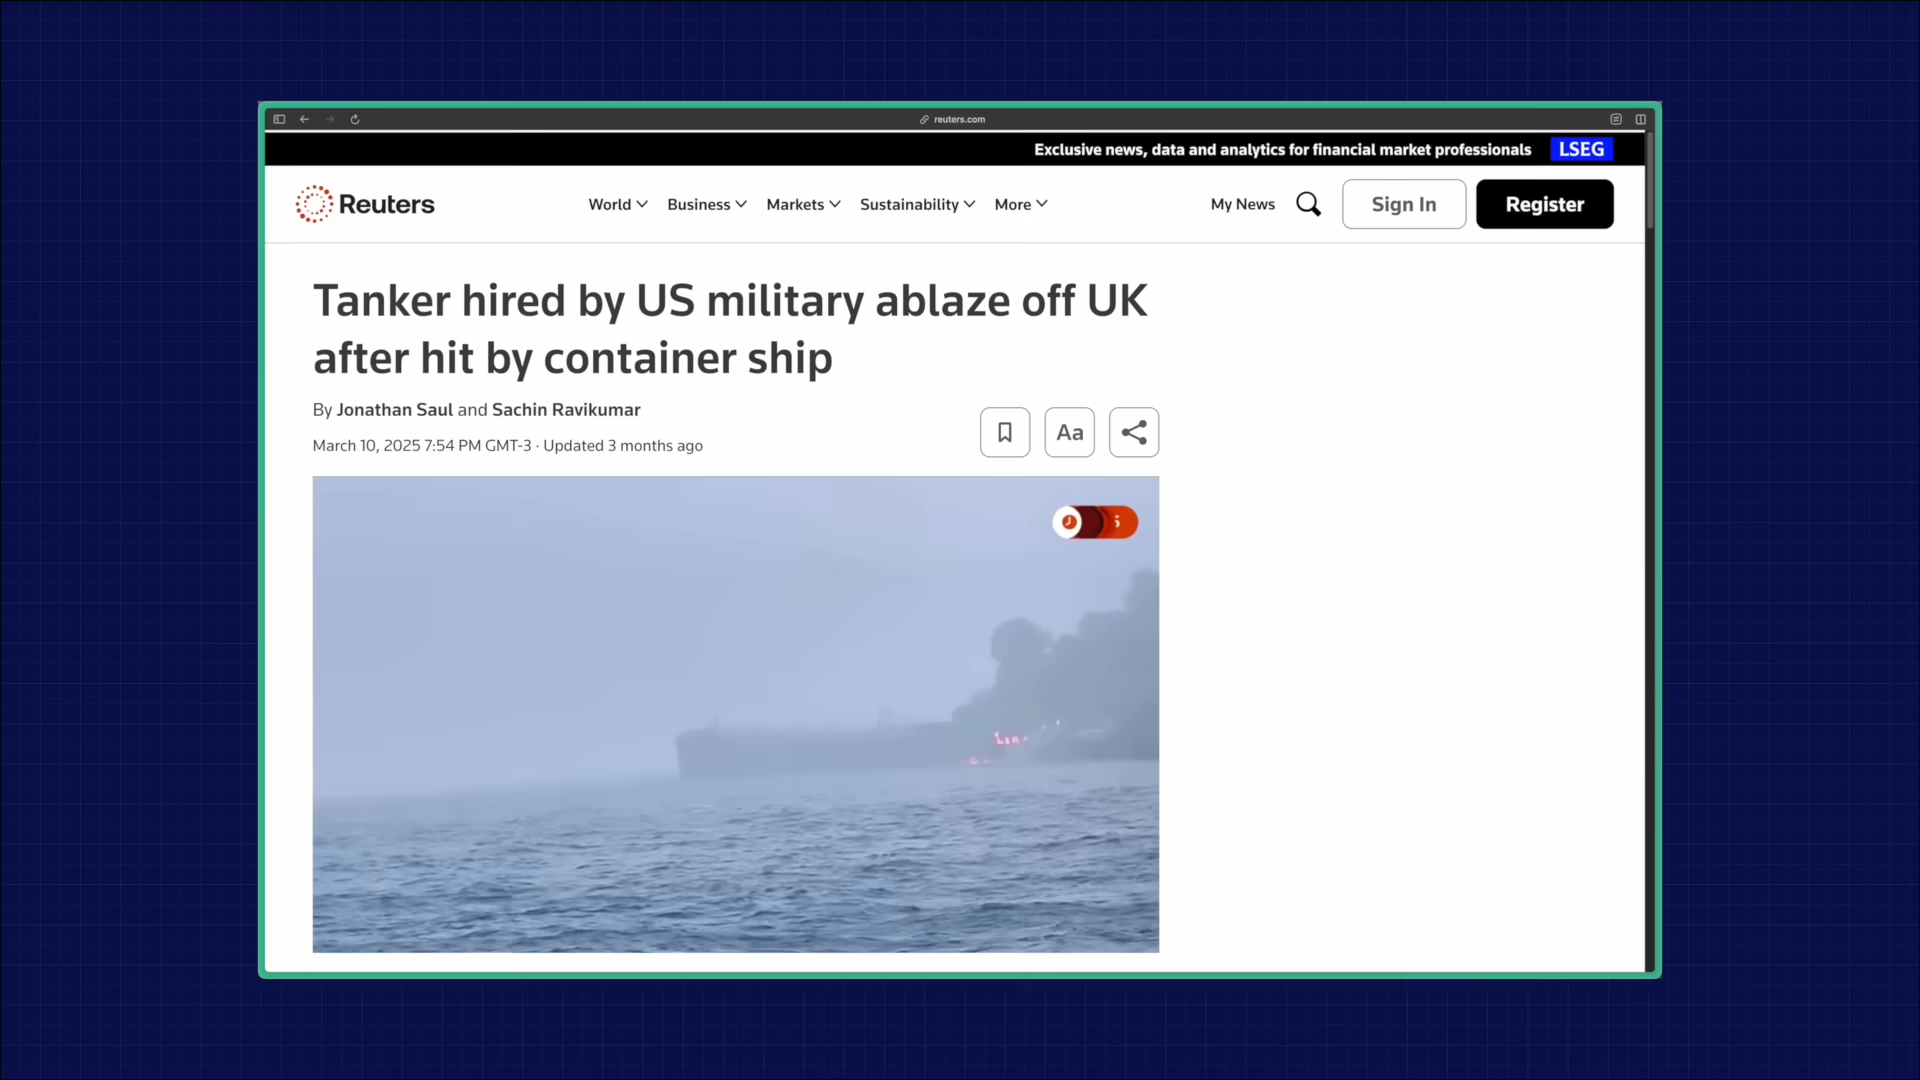 reuters.com
Exclusive news, data and analytics for financial market professionals LSEG
Reuters World Business Markets Sustainability More My News Sign In Register
Tanker hired by US military ablaze off UK
after hit by container ship
By Jonathan Saul and Sachin Ravikumar
March 10, 2025 7:54 PM GMT-3 · Updated 3 months ago
Aa